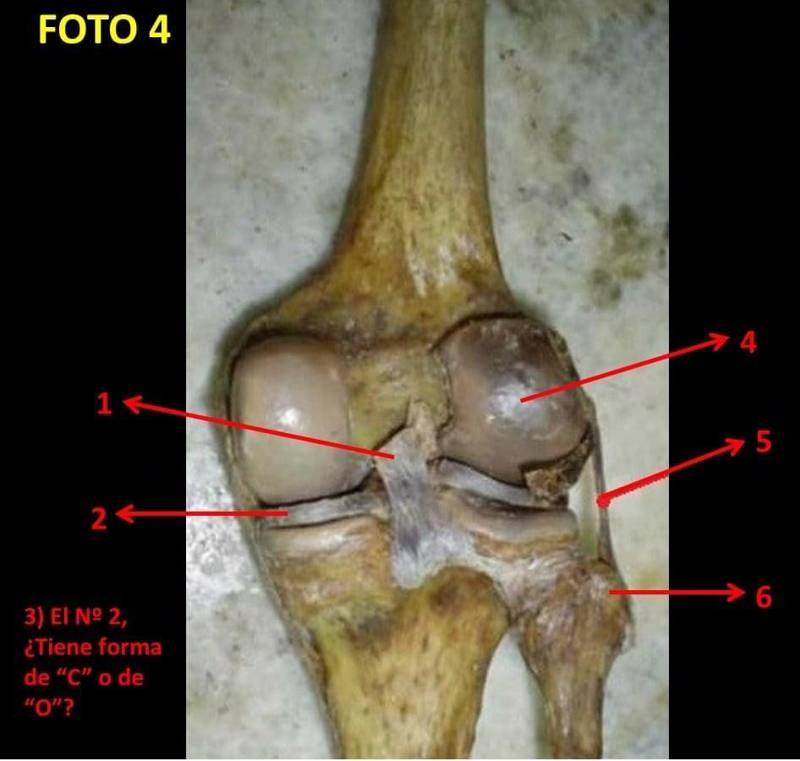 FOTO 4
4
1
5
2
6
3) El Nº 2,
¿Tiene forma
de “C” o de
“O”?